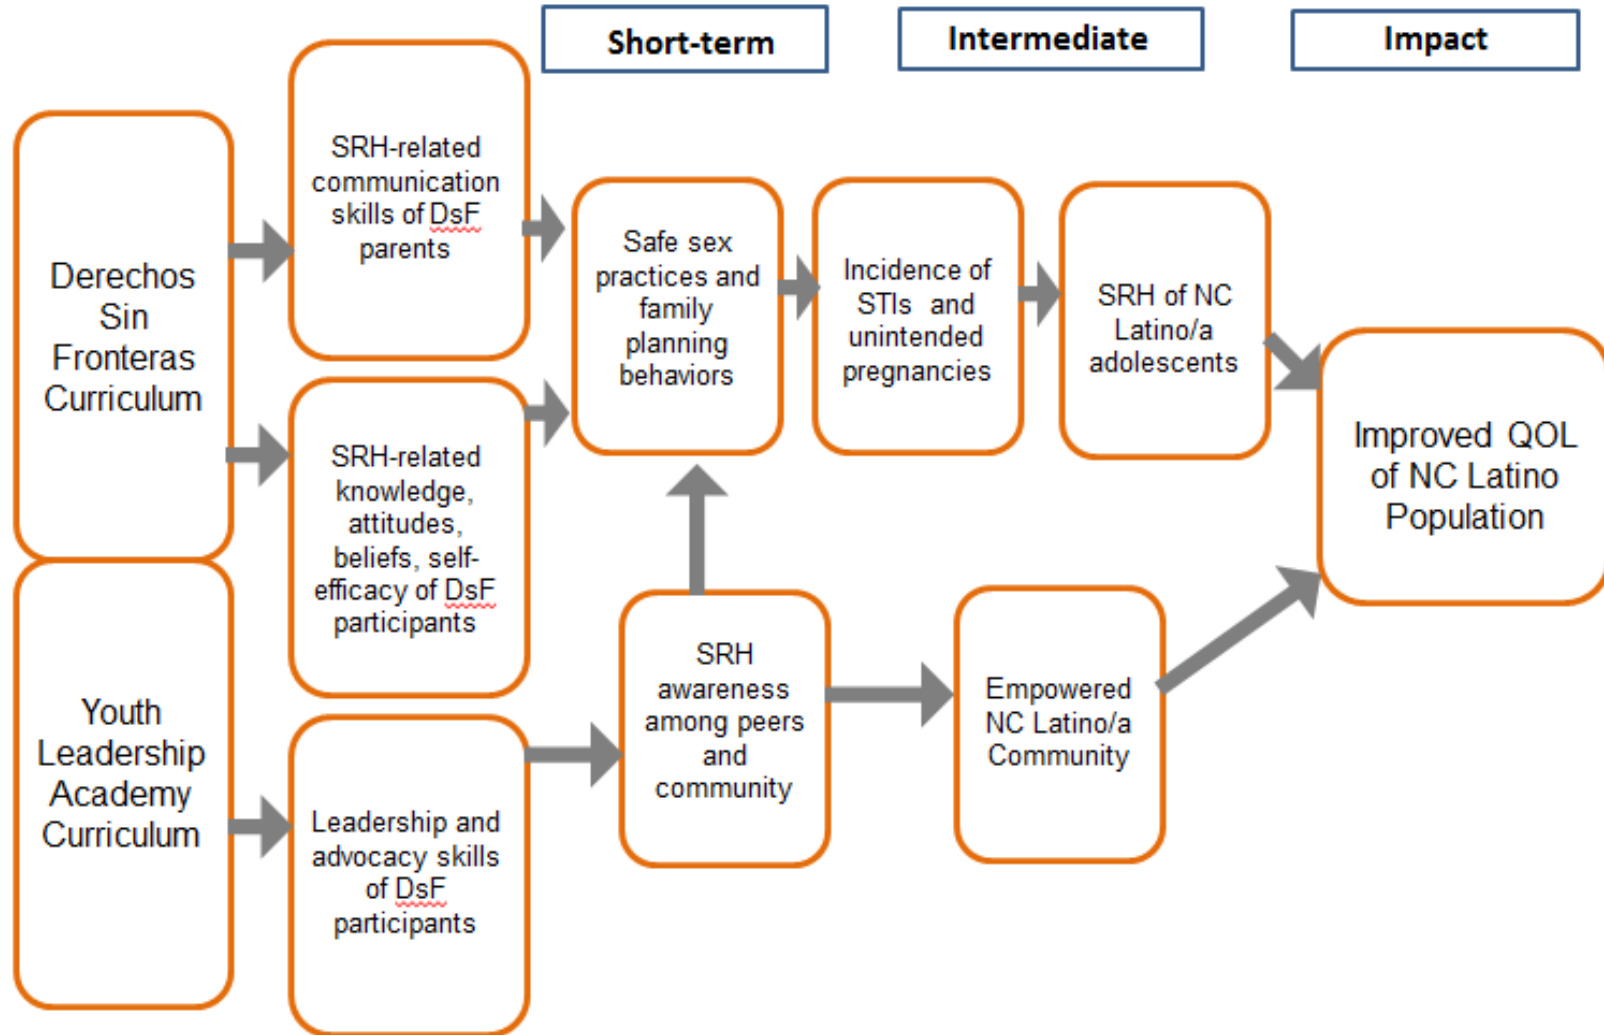 Short-term
Intermediate
Impact
Derechos
Sin
Fronteras
Curriculum
Youth
Leadership
Academy
Curriculum
SRH-related
communication
skills of DsF
parents
SRH-related
knowledge,
attitudes,
beliefs, self-
efficacy of DsF
participants
Leadership and
advocacy skills
of DsF
participants
Safe sex
practices and
family
planning
behaviors
SRH
awareness
among peers
and
community
Incidence of
STIs and
unintended
pregnancies
Empowered
NC Latino/a
Community
SRH of NC
Latino/a
adolescents
Improved QOL
of NC Latino
Population